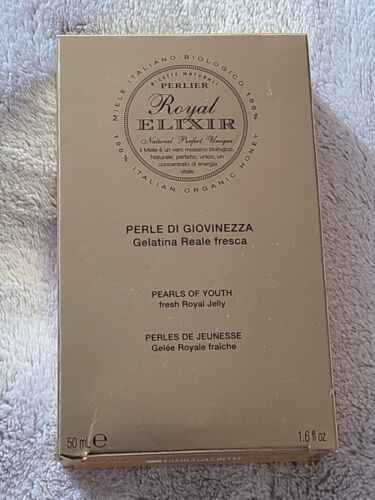 MIELE ITALIANO BIOLOGICO 100%
RICETTE NATURALI
PERLIER
Royal
ELIXIR
Natural Perfect Unique
Il Miele è un vero mosaico biologico.
Naturale, perfetto, unico, un
concentrato di energia
vitale.
100% ITALIAN ORGANIC HONEY
PERLE DI GIOVINEZZA
Gelatina Reale fresca
PEARLS OF YOUTH
fresh Royal Jelly
PERLES DE JEUNESSE
Gelée Royale fraîche
50 mL ℮
1.6 fl oz